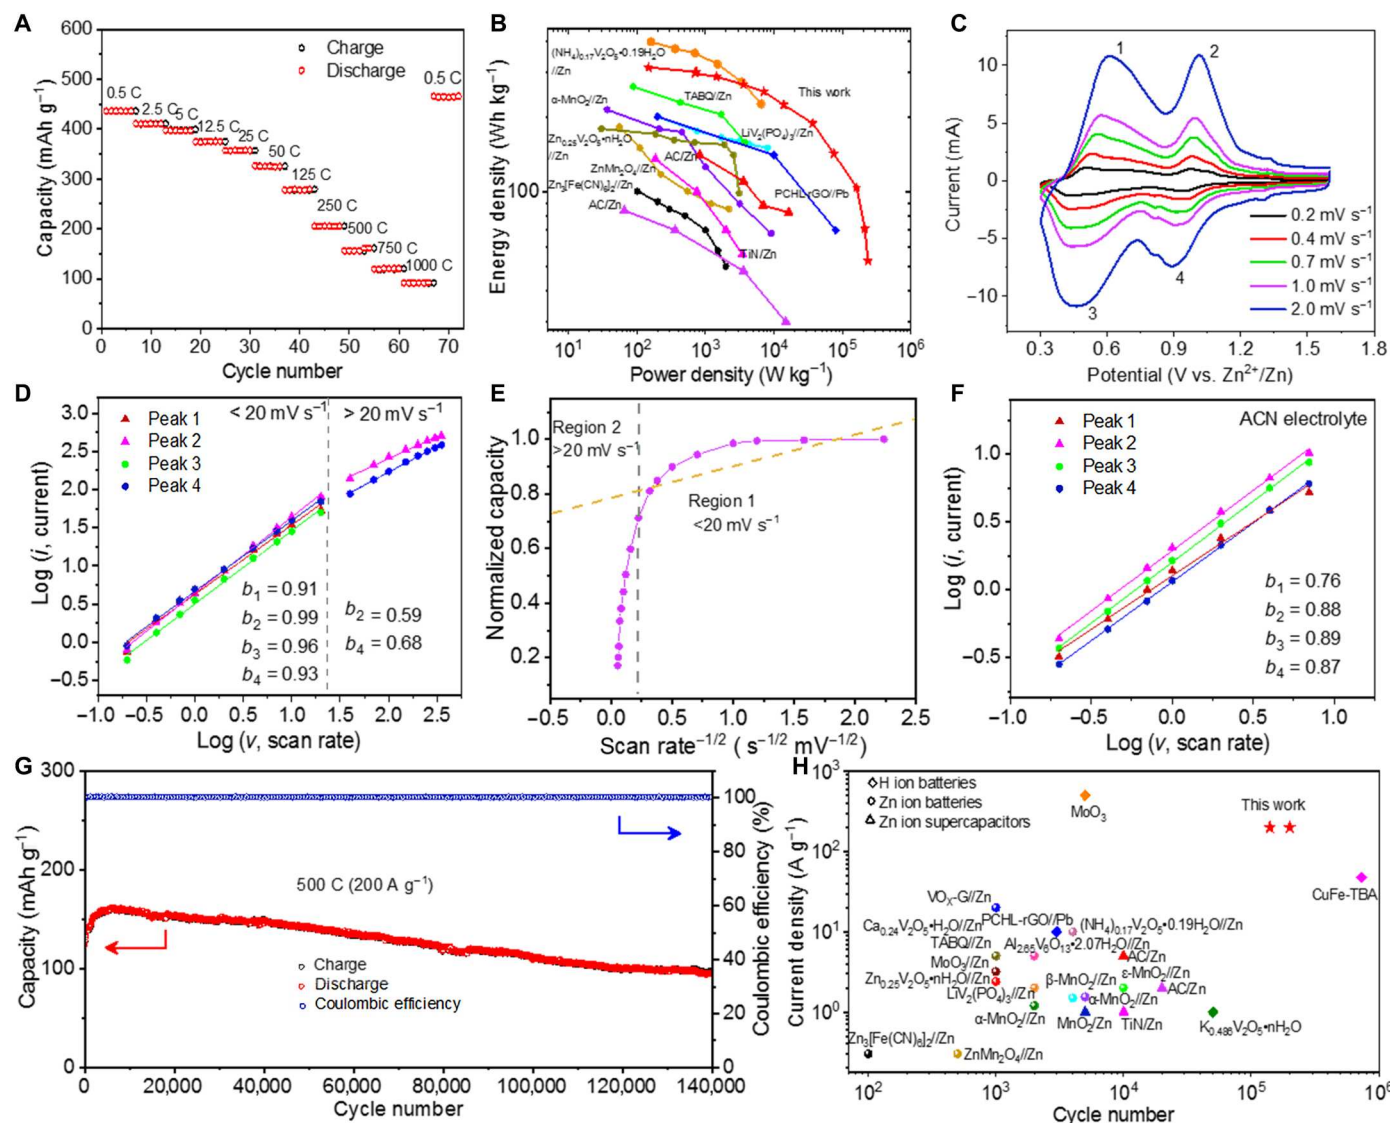 A
600
500
400
300
200
100
0
Capacity (mAh g⁻¹)
Charge
Discharge
0.5 C
2.5 C
5 C
12.5 C
25 C
50 C
125 C
250 C
500 C
750 C
1000 C
0.5 C
0 10 20 30 40 50 60 70
Cycle number
B
Energy density (Wh kg⁻¹)
100
(NH₄)₀.₁₇V₂O₅•0.19H₂O
//Zn
α-MnO₂//Zn
TABQ//Zn
This work
LiV₂(PO₄)₃//Zn
Zn₀.₂₅V₂O₅•nH₂O
//Zn
AC/Zn
ZnMn₂O₄//Zn
Zn₃[Fe(CN)₆]₂//Zn
PCHL-rGO//Pb
AC/Zn
TiN/Zn
10¹ 10² 10³ 10⁴ 10⁵ 10⁶
Power density (W kg⁻¹)
C
10
5
0
−5
−10
Current (mA)
1
2
3
4
0.2 mV s⁻¹
0.4 mV s⁻¹
0.7 mV s⁻¹
1.0 mV s⁻¹
2.0 mV s⁻¹
0.3 0.6 0.9 1.2 1.5 1.8
Potential (V vs. Zn²⁺/Zn)
D
3.0
2.5
2.0
1.5
1.0
0.5
0.0
−0.5
Log (i, current)
Peak 1
Peak 2
Peak 3
Peak 4
< 20 mV s⁻¹
> 20 mV s⁻¹
b₁ = 0.91
b₂ = 0.99
b₃ = 0.96
b₄ = 0.93
b₂ = 0.59
b₄ = 0.68
−1.0 −0.5 0.0 0.5 1.0 1.5 2.0 2.5
Log (v, scan rate)
E
1.0
0.8
0.6
0.4
0.2
Normalized capacity
Region 2
>20 mV s⁻¹
Region 1
<20 mV s⁻¹
−0.5 0.0 0.5 1.0 1.5 2.0 2.5
Scan rate⁻¹/² ( s⁻¹/² mV⁻¹/²)
F
1.0
0.5
0.0
−0.5
Log (i, current)
Peak 1
Peak 2
Peak 3
Peak 4
ACN electrolyte
b₁ = 0.76
b₂ = 0.88
b₃ = 0.89
b₄ = 0.87
−1.0 −0.5 0.0 0.5 1.0
Log (v, scan rate)
G
300
200
100
0
Capacity (mAh g⁻¹)
500 C (200 A g⁻¹)
Charge
Discharge
Coulombic efficiency
100
80
60
40
20
0
Coulombic efficiency (%)
0 20,000 40,000 60,000 80,000 100,000 120,000 140,000
Cycle number
H
10³
10²
10¹
10⁰
Current density (A g⁻¹)
H ion batteries
Zn ion batteries
Zn ion supercapacitors
MoO₃
This work
CuFe-TBA
VOₓ-G//Zn
PCHL-rGO//Pb
Ca₀.₂₄V₂O₅•H₂O//Zn
(NH₄)₀.₁₇V₂O₅•0.19H₂O//Zn
TABQ//Zn
Al₂.₆₅V₆O₁₃•2.07H₂O//Zn
MoO₃//Zn
AC/Zn
Zn₀.₂₅V₂O₅•nH₂O//Zn
β-MnO₂//Zn
ε-MnO₂//Zn
LiV₂(PO₄)₃//Zn
α-MnO₂//Zn
AC/Zn
α-MnO₂//Zn
MnO₂/Zn
TiN/Zn
K₀.₄₈₆V₂O₅•nH₂O
Zn₃[Fe(CN)₆]₂//Zn
ZnMn₂O₄//Zn
10² 10³ 10⁴ 10⁵ 10⁶
Cycle number